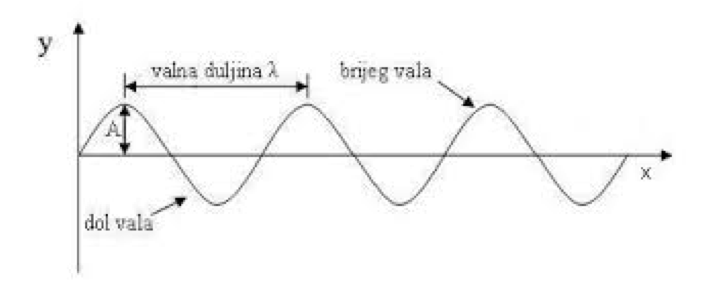 y
valna duljina λ
brijeg vala
A
x
dol vala